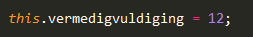 this.vermedigvuldiging = 12;